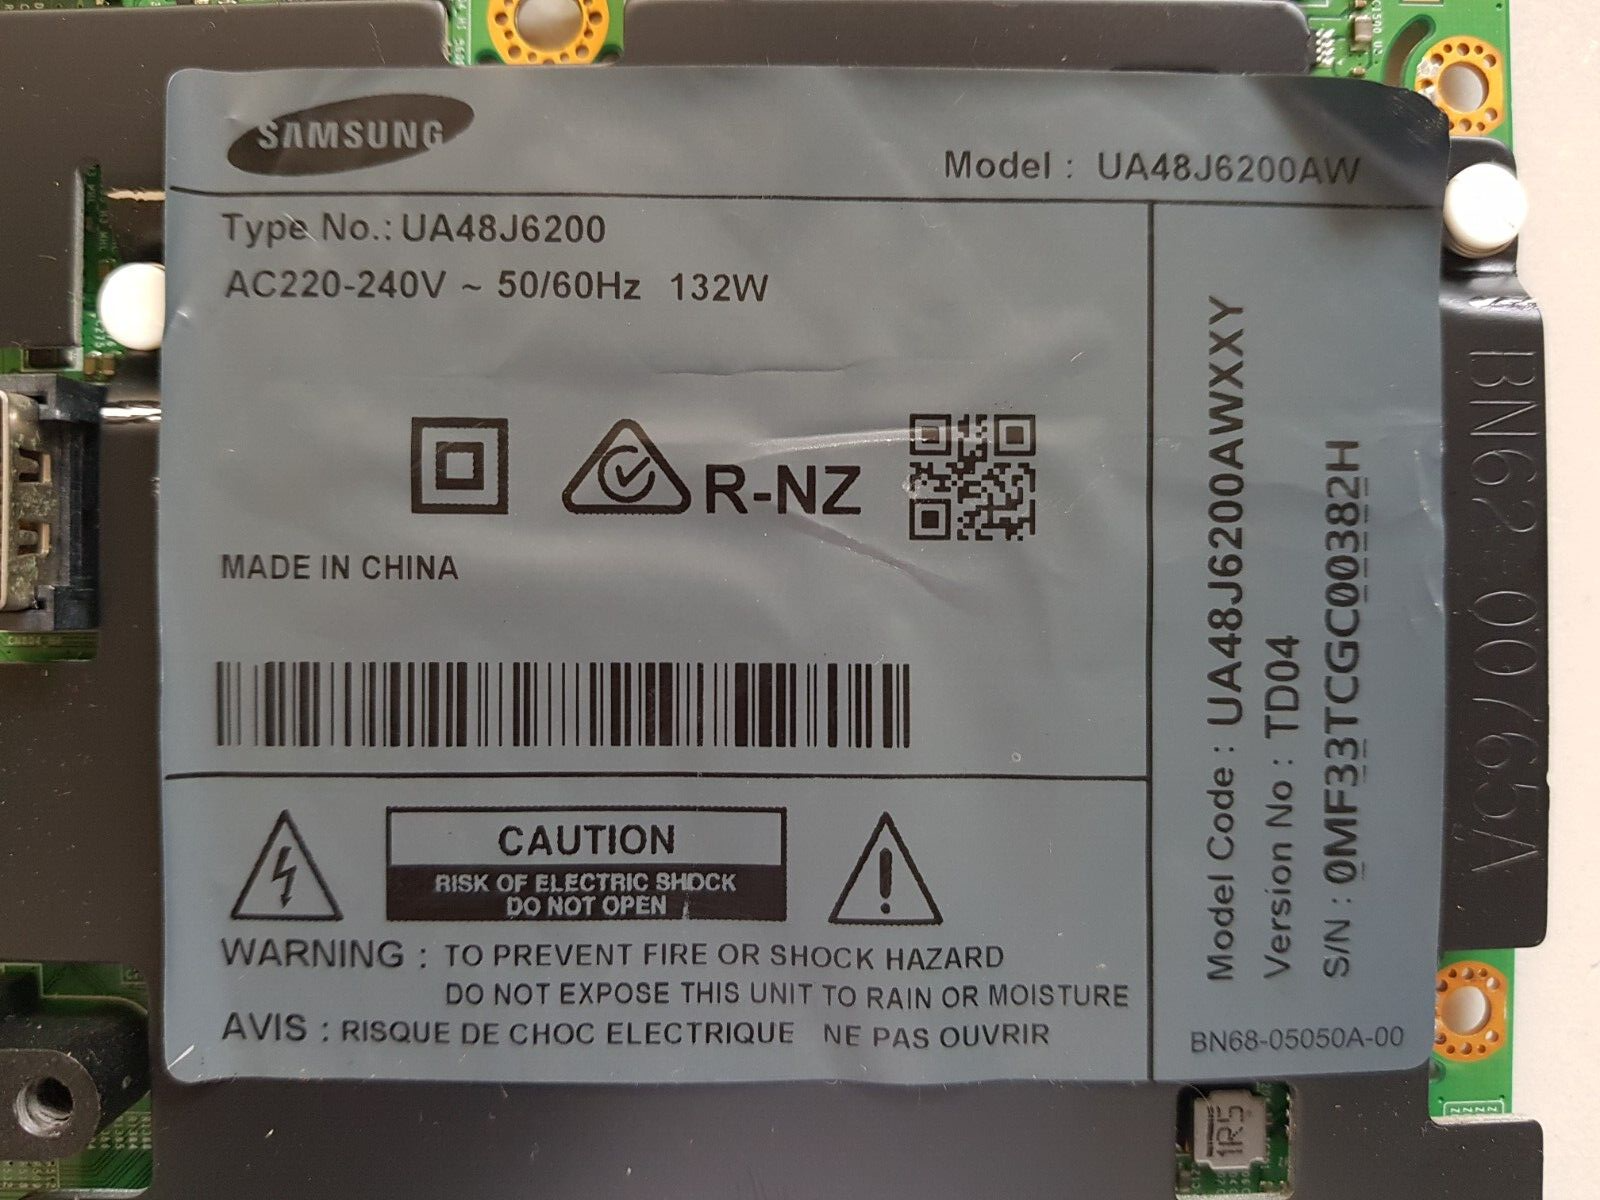 SAMSUNG
Model : UA48J6200AW
Type No.: UA48J6200
AC220-240V ~ 50/60Hz 132W
R-NZ
MADE IN CHINA
CAUTION
RISK OF ELECTRIC SHOCK
DO NOT OPEN
WARNING : TO PREVENT FIRE OR SHOCK HAZARD
DO NOT EXPOSE THIS UNIT TO RAIN OR MOISTURE
AVIS : RISQUE DE CHOC ELECTRIQUE NE PAS OUVRIR
Model Code : UA48J6200AWXXY
Version No : TD04
S/N : 0MF33TCGC00382H
BN68-05050A-00
BN62-00765A
1R5